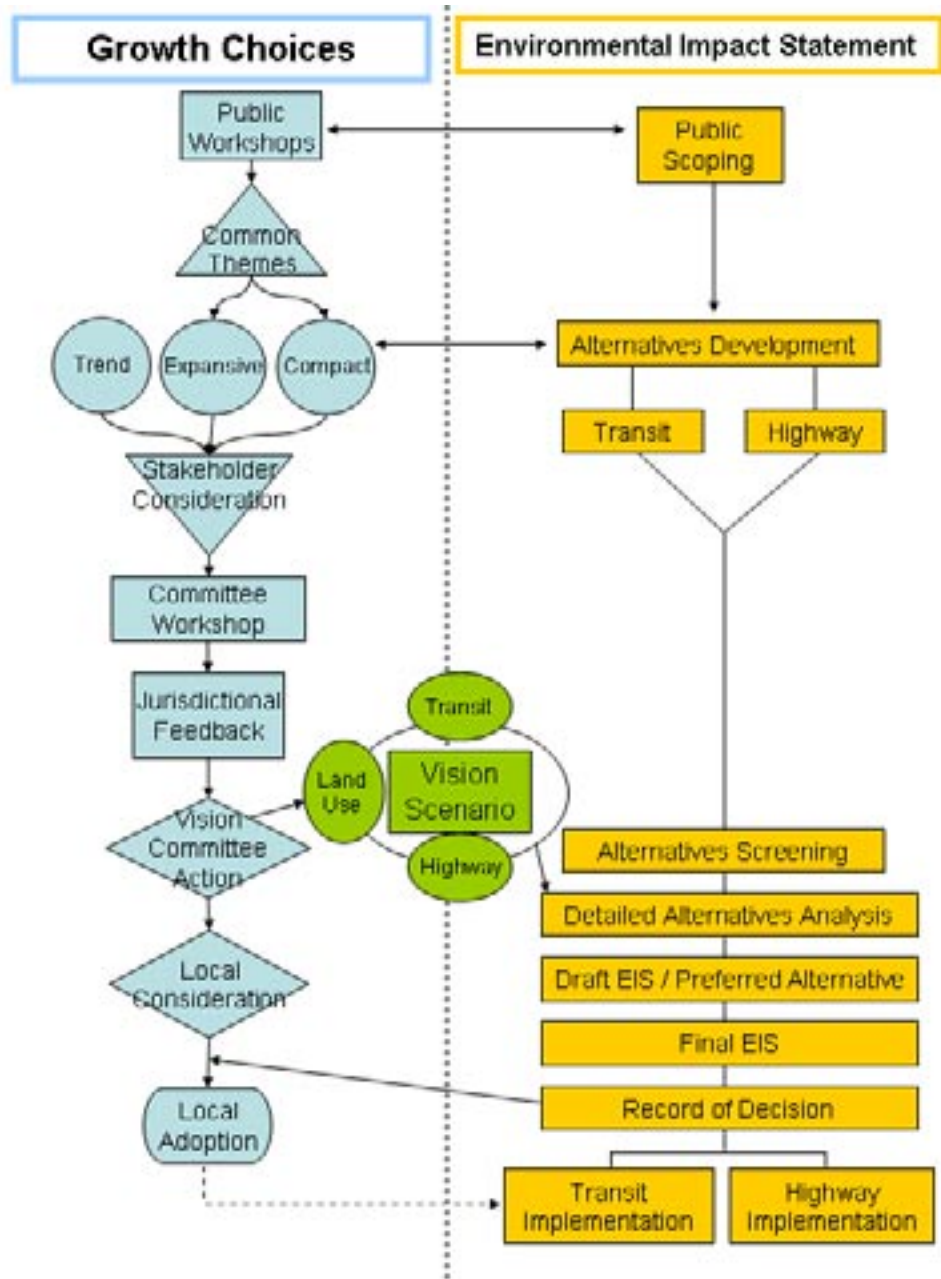 Growth Choices
Environmental Impact Statement
Public
Workshops
Public
Scoping
Common
Themes
Trend
Expansive
Compact
Alternatives Development
Transit
Highway
Stakeholder
Consideration
Committee
Workshop
Jurisdictional
Feedback
Transit
Land
Use
Vision
Scenario
Highway
Vision
Committee
Action
Alternatives Screening
Detailed Alternatives Analysis
Local
Consideration
Draft EIS / Preferred Alternative
Final EIS
Record of Decision
Local
Adoption
Transit
Implementation
Highway
Implementation